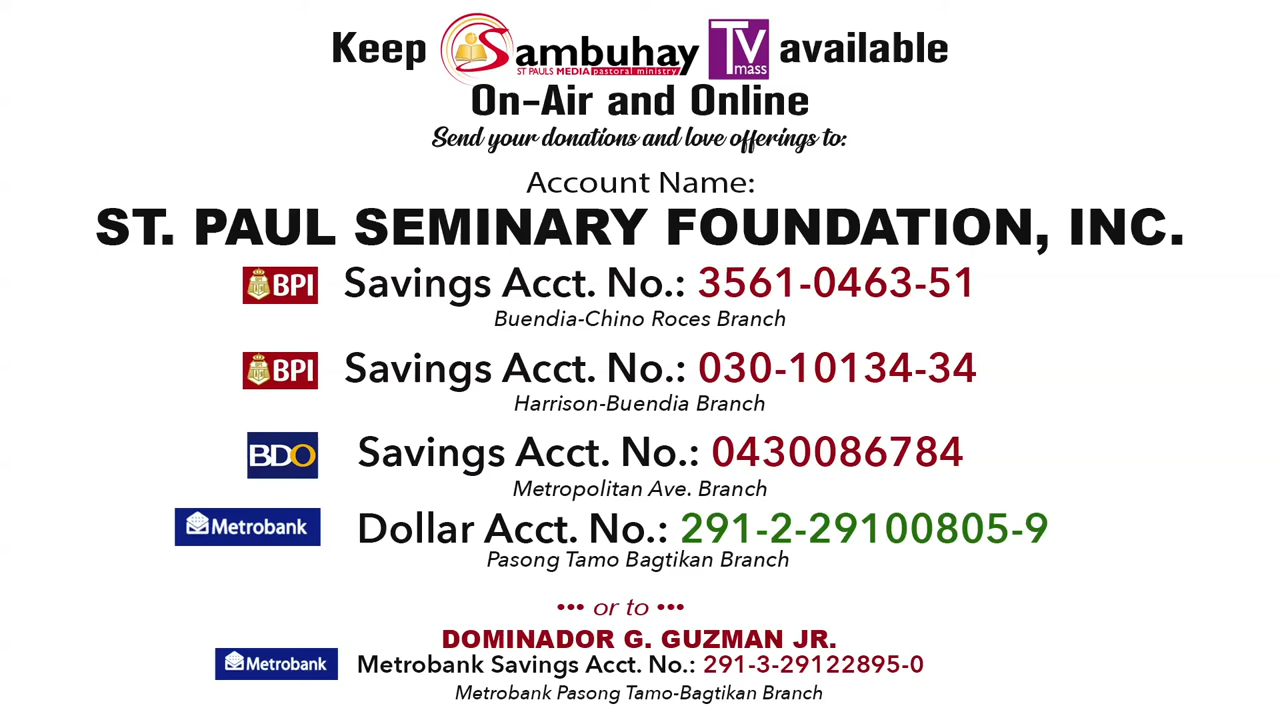 Keep Sambuhay TV mass available
ST PAULS MEDIA pastoral ministry
On-Air and Online
Send your donations and love offerings to:
Account Name:
ST. PAUL SEMINARY FOUNDATION, INC.
BPI Savings Acct. No.: 3561-0463-51
Buendia-Chino Roces Branch
BPI Savings Acct. No.: 030-10134-34
Harrison-Buendia Branch
BDO Savings Acct. No.: 0430086784
Metropolitan Ave. Branch
Metrobank Dollar Acct. No.: 291-2-29100805-9
Pasong Tamo Bagtikan Branch
••• or to •••
DOMINADOR G. GUZMAN JR.
Metrobank Metrobank Savings Acct. No.: 291-3-29122895-0
Metrobank Pasong Tamo-Bagtikan Branch